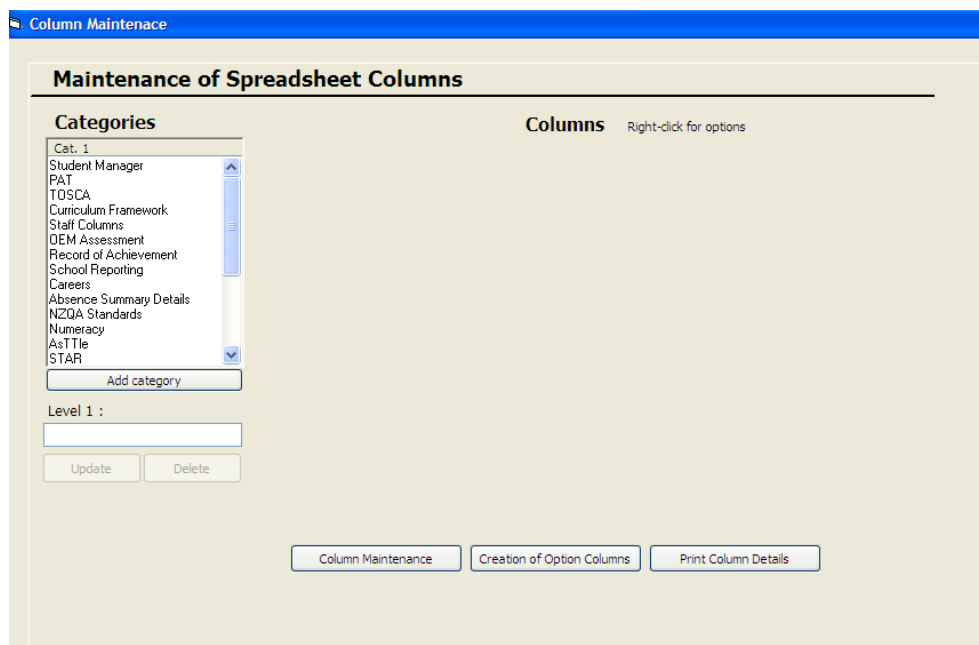 Column Maintenace
Maintenance of Spreadsheet Columns
Categories
Cat. 1
Student Manager
PAT
TOSCA
Curriculum Framework
Staff Columns
OEM Assessment
Record of Achievement
School Reporting
Careers
Absence Summary Details
NZQA Standards
Numeracy
AsTTle
STAR
Add category
Level 1 :
Update Delete
Columns Right-click for options
Column Maintenance Creation of Option Columns Print Column Details